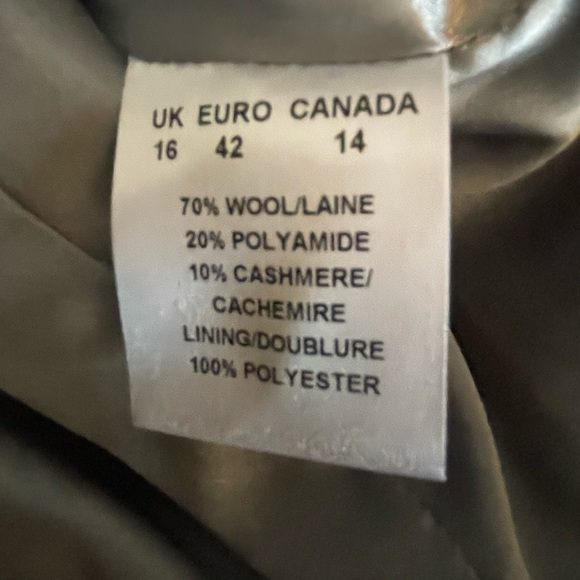 UK EURO CANADA
16 42 14
70% WOOL/LAINE
20% POLYAMIDE
10% CASHMERE/
CACHEMIRE
LINING/DOUBLURE
100% POLYESTER